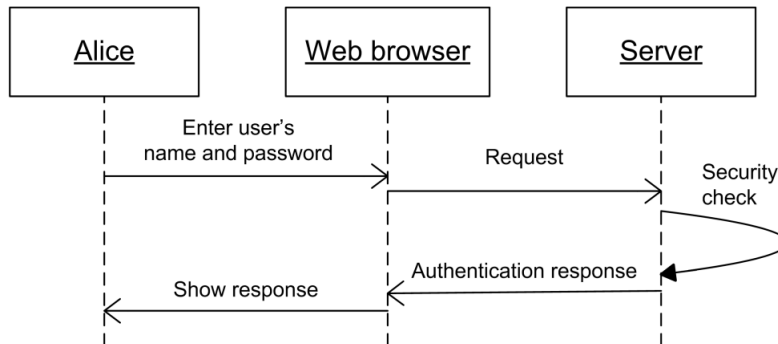 Alice
Web browser
Server
Enter user’s
name and password
Request
Security
check
Authentication response
Show response